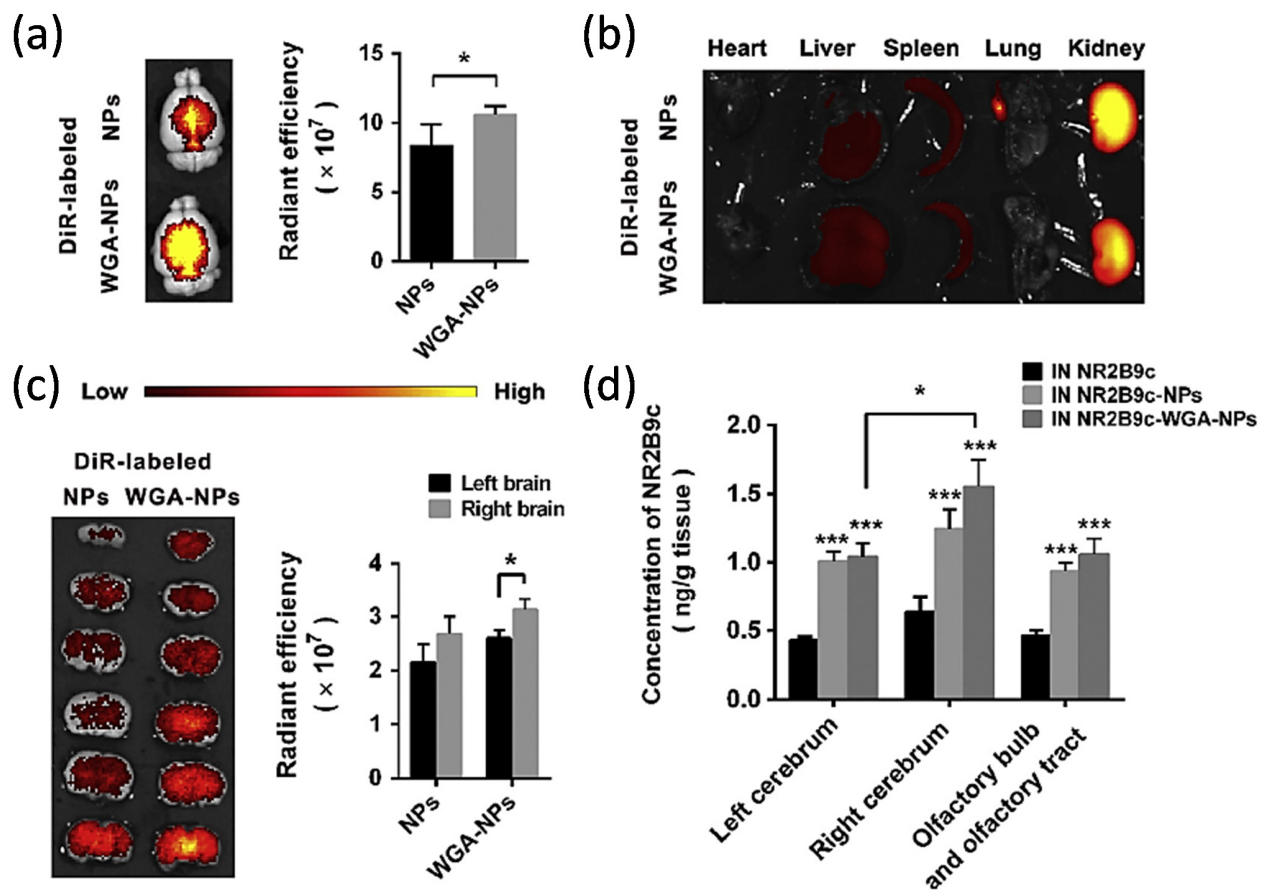 (a)
DiR-labeled
NPs
WGA-NPs
Radiant efficiency
( × 10⁷ )
15
10
5
0
*
NPs
WGA-NPs
(b)
Heart Liver Spleen Lung Kidney
DiR-labeled
NPs
WGA-NPs
(c)
Low High
DiR-labeled
NPs WGA-NPs
Left brain
Right brain
Radiant efficiency
( × 10⁷ )
4
3
2
1
0
*
NPs
WGA-NPs
(d)
IN NR2B9c
IN NR2B9c-NPs
IN NR2B9c-WGA-NPs
Concentration of NR2B9c
( ng/g tissue )
2.0
1.5
1.0
0.5
0.0
*
*** ***
*** ***
*** ***
Left cerebrum
Right cerebrum
Olfactory bulb
and olfactory tract